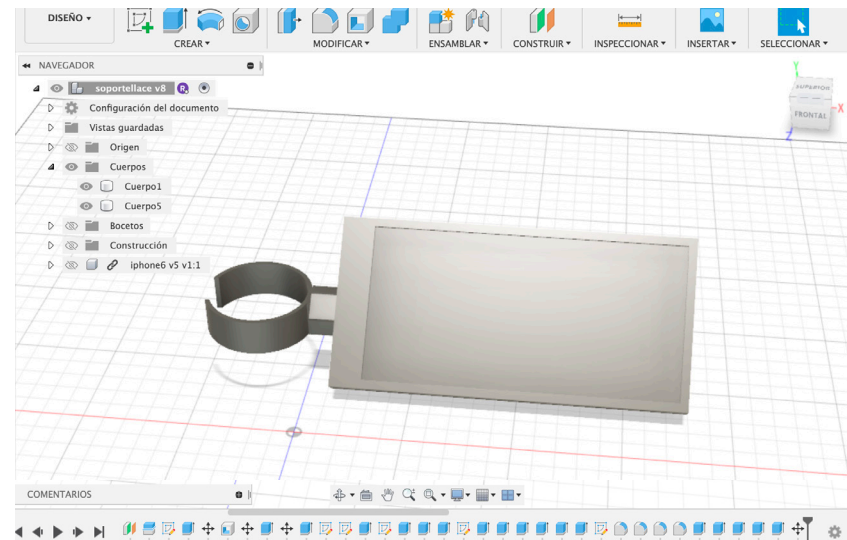 DISEÑO
CREAR MODIFICAR ENSAMBLAR CONSTRUIR INSPECCIONAR INSERTAR SELECCIONAR
NAVEGADOR
soportellace v8
Configuración del documento
Vistas guardadas
Origen
Cuerpos
Cuerpo1
Cuerpo5
Bocetos
Construcción
iphone6 v5 v1:1
Y
SUPERIOR
FRONTAL
X
Z
COMENTARIOS